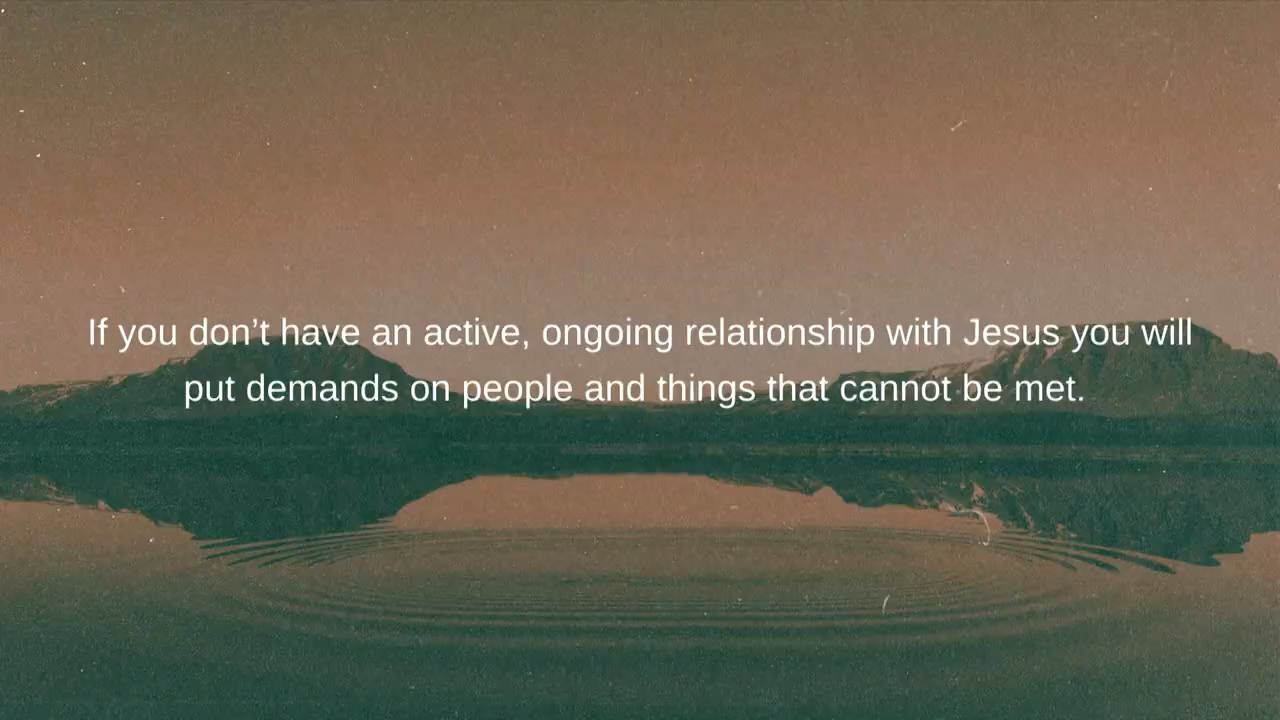 If you don’t have an active, ongoing relationship with Jesus you will
put demands on people and things that cannot be met.